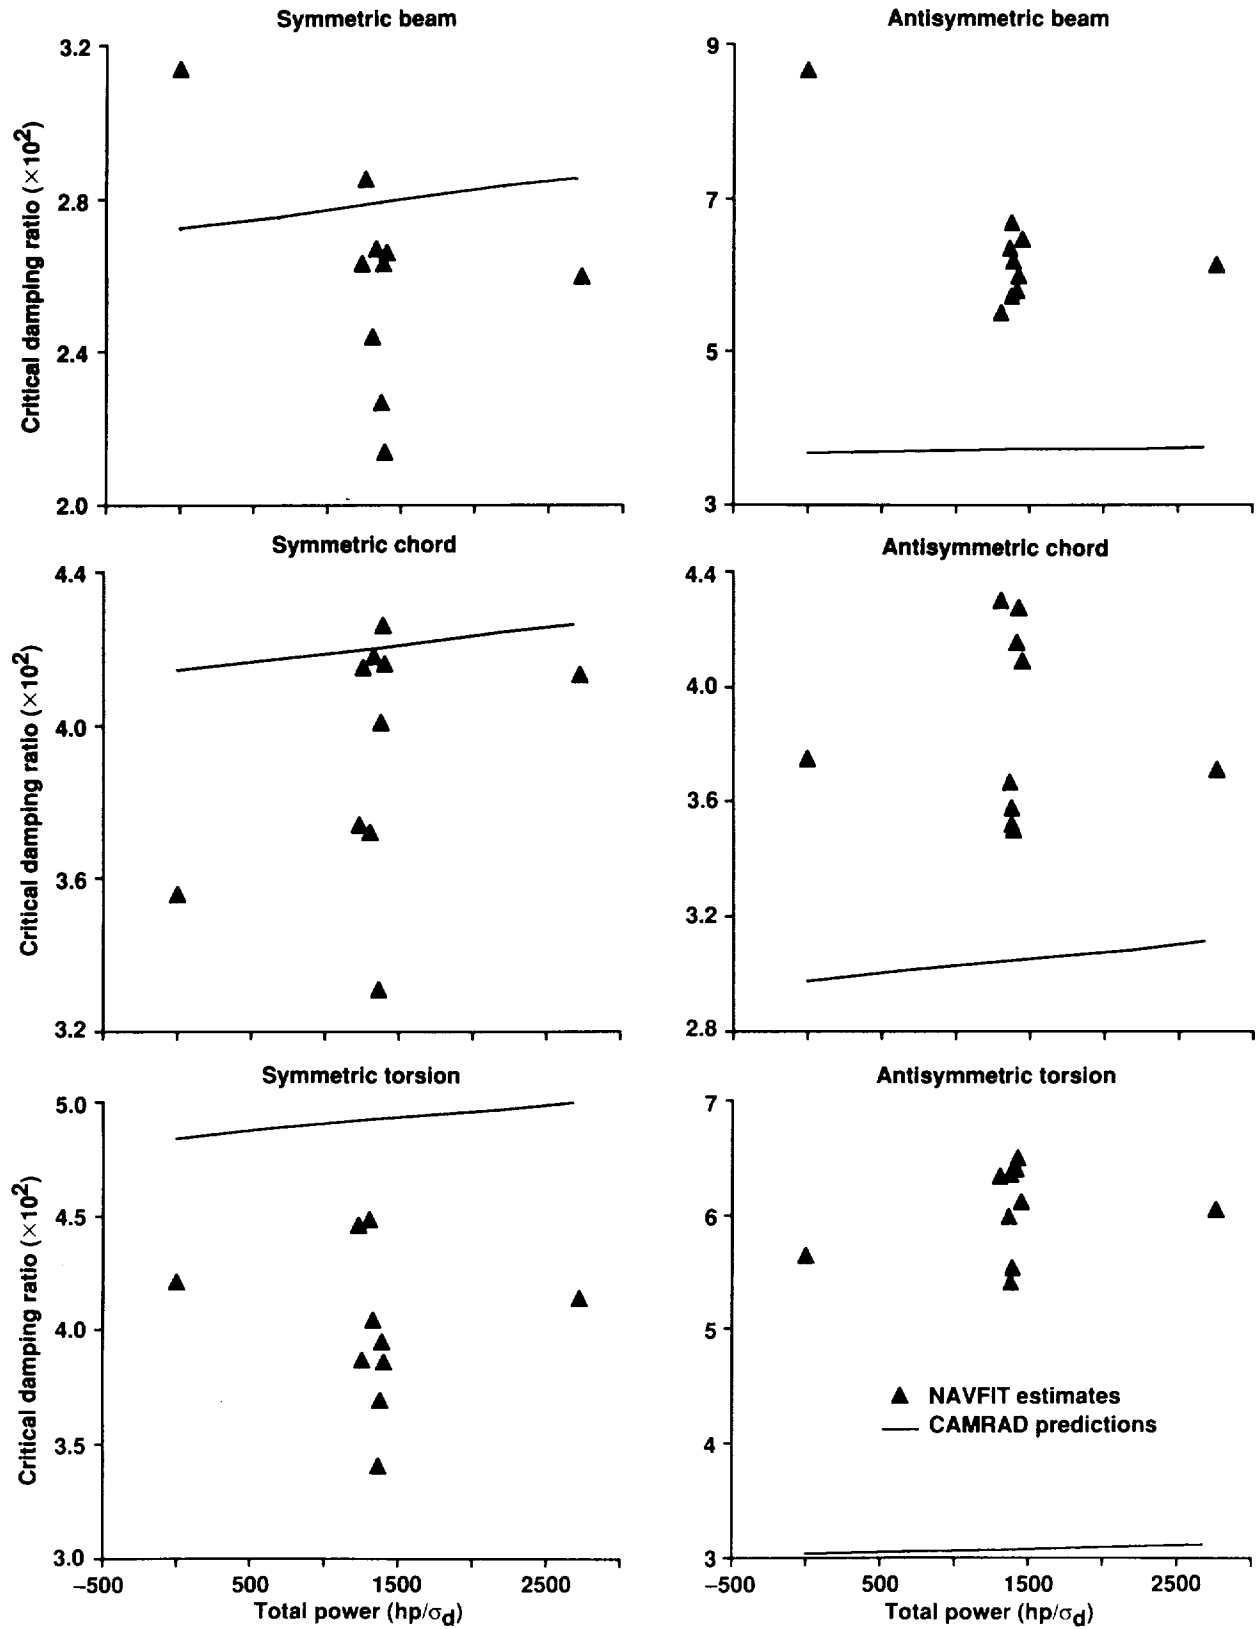 Symmetric beam
Antisymmetric beam
Critical damping ratio (×10²)
3.2
2.8
2.4
2.0
9
7
5
3
Symmetric chord
Antisymmetric chord
Critical damping ratio (×10²)
4.4
4.0
3.6
3.2
4.4
4.0
3.6
3.2
2.8
Symmetric torsion
Antisymmetric torsion
Critical damping ratio (×10²)
5.0
4.5
4.0
3.5
3.0
7
6
5
4
3
NAVFIT estimates
CAMRAD predictions
−500 500 1500 2500
−500 500 1500 2500
Total power (hp/σd)
Total power (hp/σd)